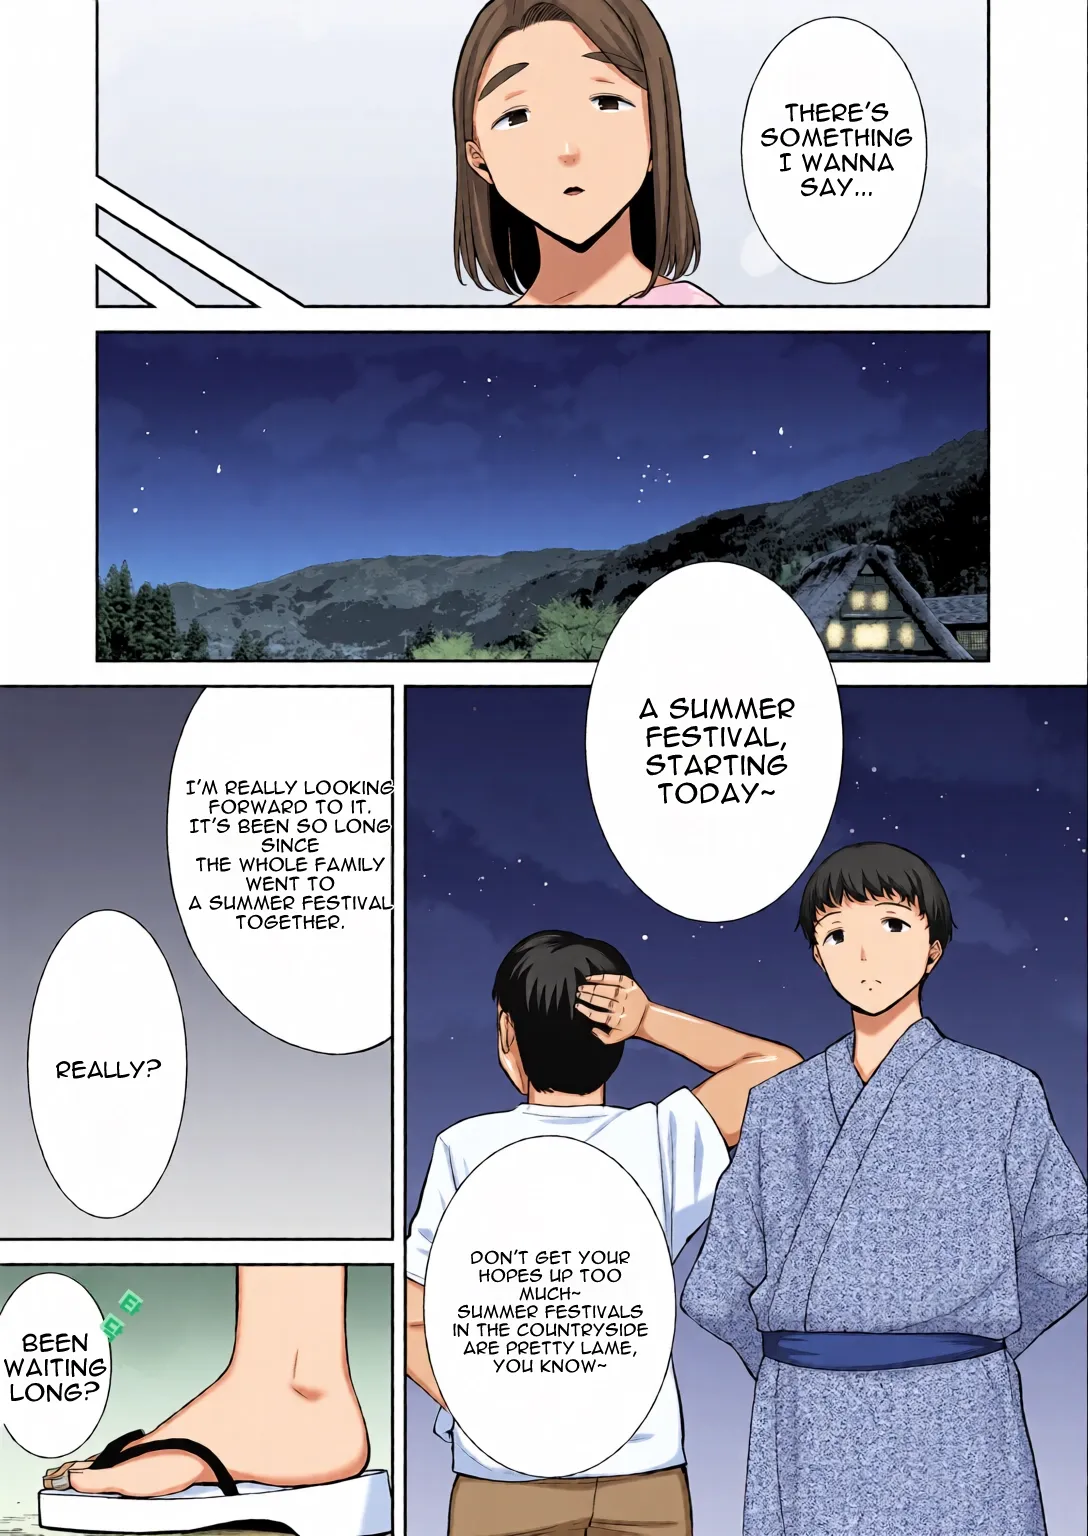 THERE'S
SOMETHING
I WANNA
SAY...
A SUMMER
FESTIVAL,
STARTING
TODAY~
DON'T GET YOUR
HOPES UP TOO
MUCH~
SUMMER FESTIVALS
IN THE COUNTRYSIDE
ARE PRETTY LAME,
YOU KNOW~
I'M REALLY LOOKING
FORWARD TO IT.
IT'S BEEN SO LONG
SINCE
THE WHOLE FAMILY
WENT TO
A SUMMER FESTIVAL
TOGETHER.
REALLY?
BEEN
WAITING
LONG?